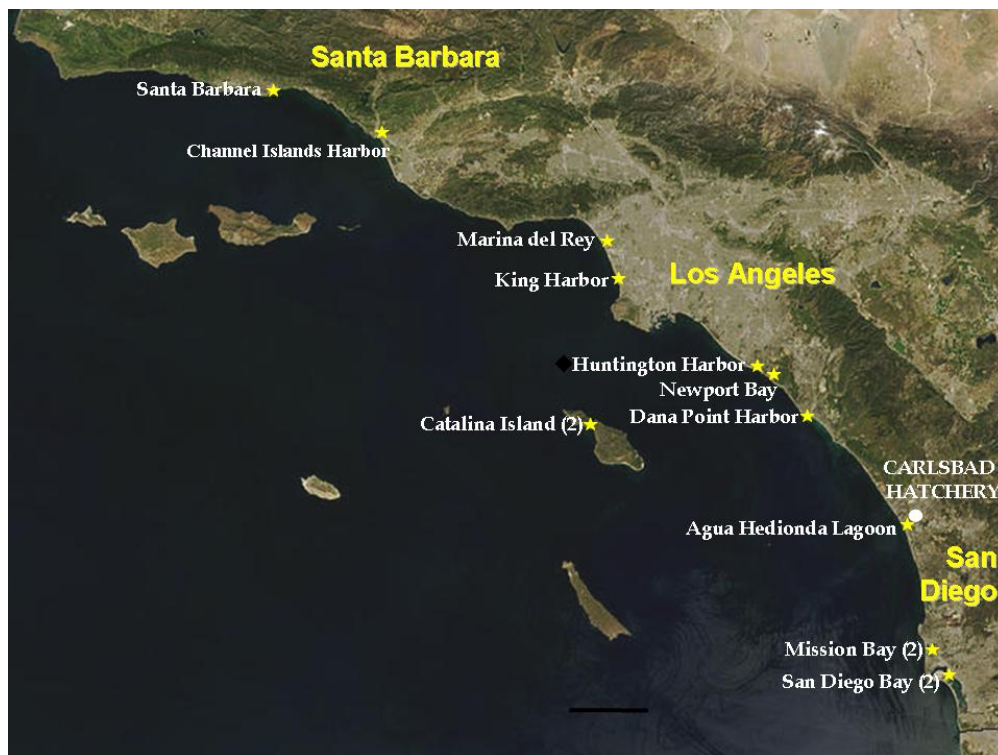 Santa Barbara
Santa Barbara
Channel Islands Harbor
Marina del Rey
Los Angeles
King Harbor
Huntington Harbor
Newport Bay
Dana Point Harbor
Catalina Island (2)
CARLSBAD
HATCHERY
Agua Hedionda Lagoon
San
Diego
Mission Bay (2)
San Diego Bay (2)